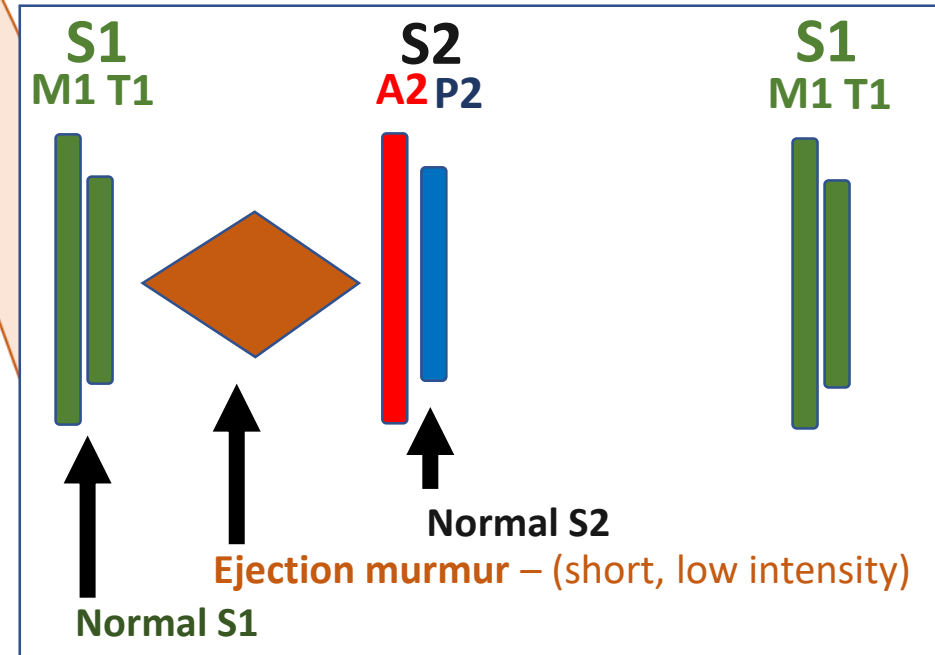 S1 S2 S1
M1 T1 A2 P2 M1 T1
Normal S2
Ejection murmur – (short, low intensity)
Normal S1